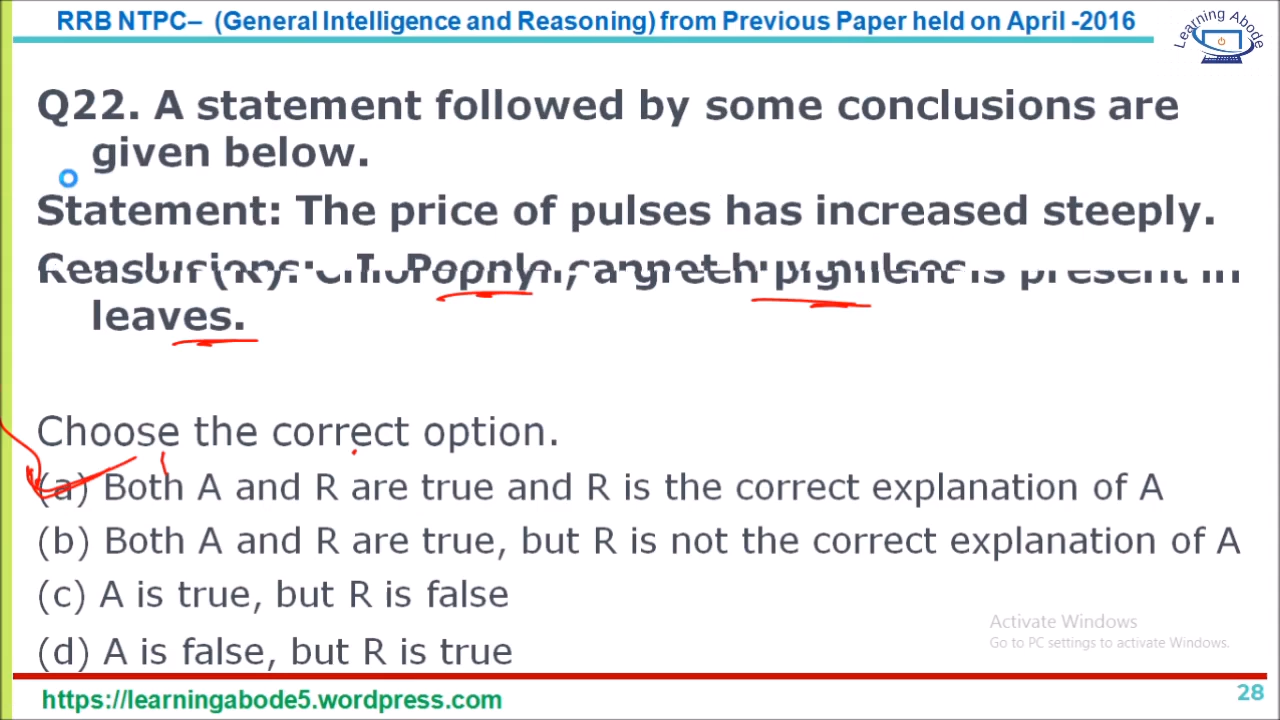 RRB NTPC– (General Intelligence and Reasoning) from Previous Paper held on April -2016
Learning Abode
Q22. A statement followed by some conclusions are
given below.
Statement: The price of pulses has increased steeply.
is present in
leaves.
Choose the correct option.
(a) Both A and R are true and R is the correct explanation of A
(b) Both A and R are true, but R is not the correct explanation of A
(c) A is true, but R is false
(d) A is false, but R is true
Activate Windows
Go to PC settings to activate Windows.
https://learningabode5.wordpress.com
28